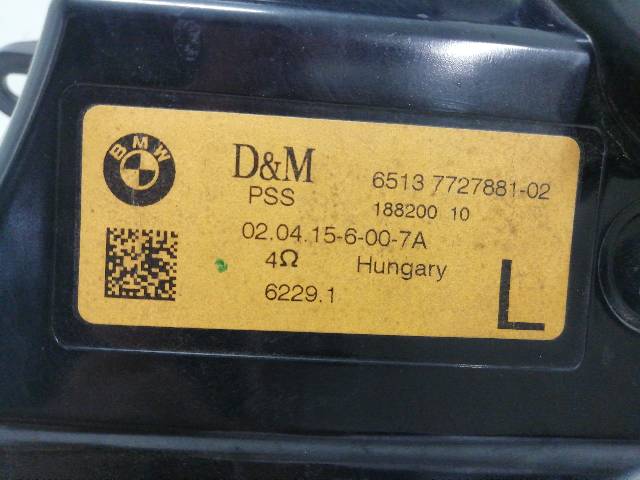 BMW
D&M
PSS
6513 7727881-02
188200 10
02.04.15-6-00-7A
4Ω Hungary
6229.1
L